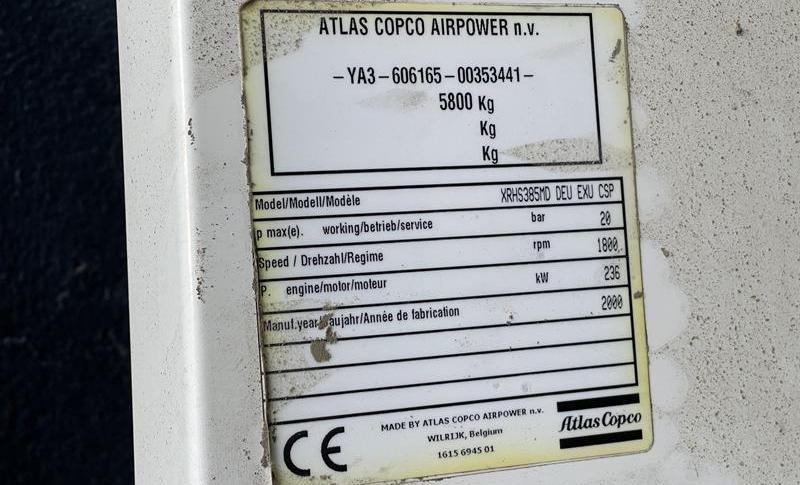 ATLAS COPCO AIRPOWER n.v.
–YA3–606165–00353441–
5800 Kg
Kg
Kg
Model/Modell/Modèle XRHS385MD DEU EXU CSP
p max(e). working/betrieb/service bar 20
Speed / Drehzahl/Regime rpm 1800
P. engine/motor/moteur kW 236
Manuf.year aujahr/Année de fabrication 2000
CE
MADE BY ATLAS COPCO AIRPOWER n.v.
WILRIJK, Belgium
1615 6945 01
Atlas Copco